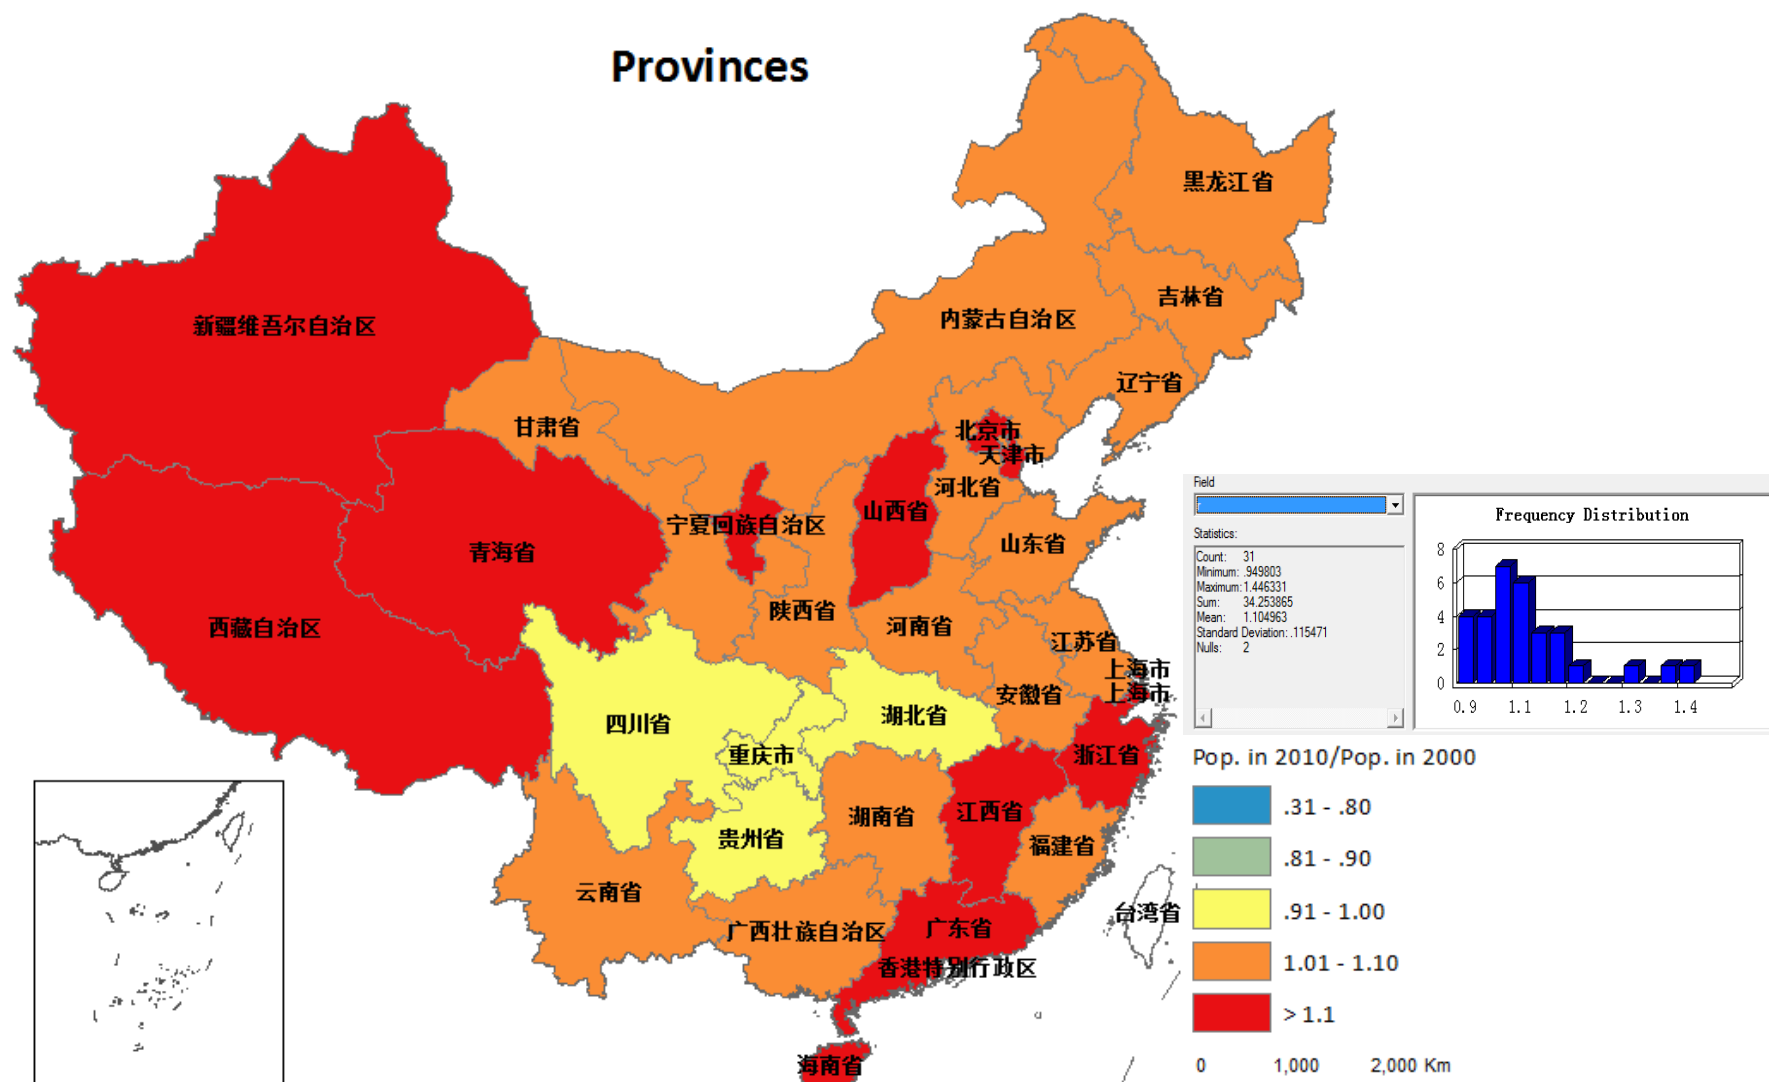 Provinces
黑龙江省
吉林省
新疆维吾尔自治区
内蒙古自治区
辽宁省
甘肃省
北京市
天津市
河北省
山西省
宁夏回族自治区
山东省
青海省
陕西省
河南省
西藏自治区
江苏省
上海市
上海市
安徽省
四川省
湖北省
重庆市
浙江省
江西省
湖南省
贵州省
福建省
云南省
台湾省
广西壮族自治区
广东省
香港特别行政区
海南省
Field
Statistics:
Count: 31
Minimum: .949803
Maximum: 1.446331
Sum: 34.253865
Mean: 1.104963
Standard Deviation: .115471
Nulls: 2
Frequency Distribution
8
6
4
2
0
0.9 1.1 1.2 1.3 1.4
Pop. in 2010/Pop. in 2000
.31 - .80
.81 - .90
.91 - 1.00
1.01 - 1.10
> 1.1
0 1,000 2,000 Km